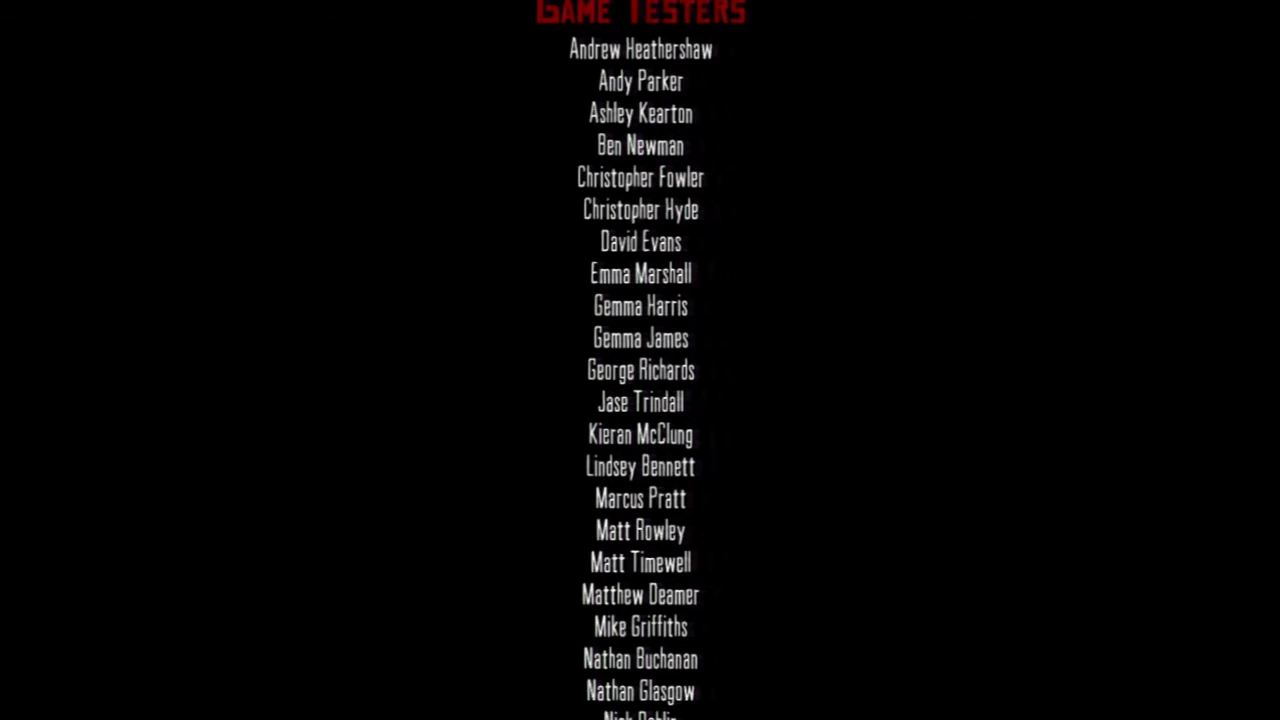 Game Testers
Andrew Heathershaw
Andy Parker
Ashley Kearton
Ben Newman
Christopher Fowler
Christopher Hyde
David Evans
Emma Marshall
Gemma Harris
Gemma James
George Richards
Jase Trindall
Kieran McClung
Lindsey Bennett
Marcus Pratt
Matt Rowley
Matt Timewell
Matthew Deamer
Mike Griffiths
Nathan Buchanan
Nathan Glasgow